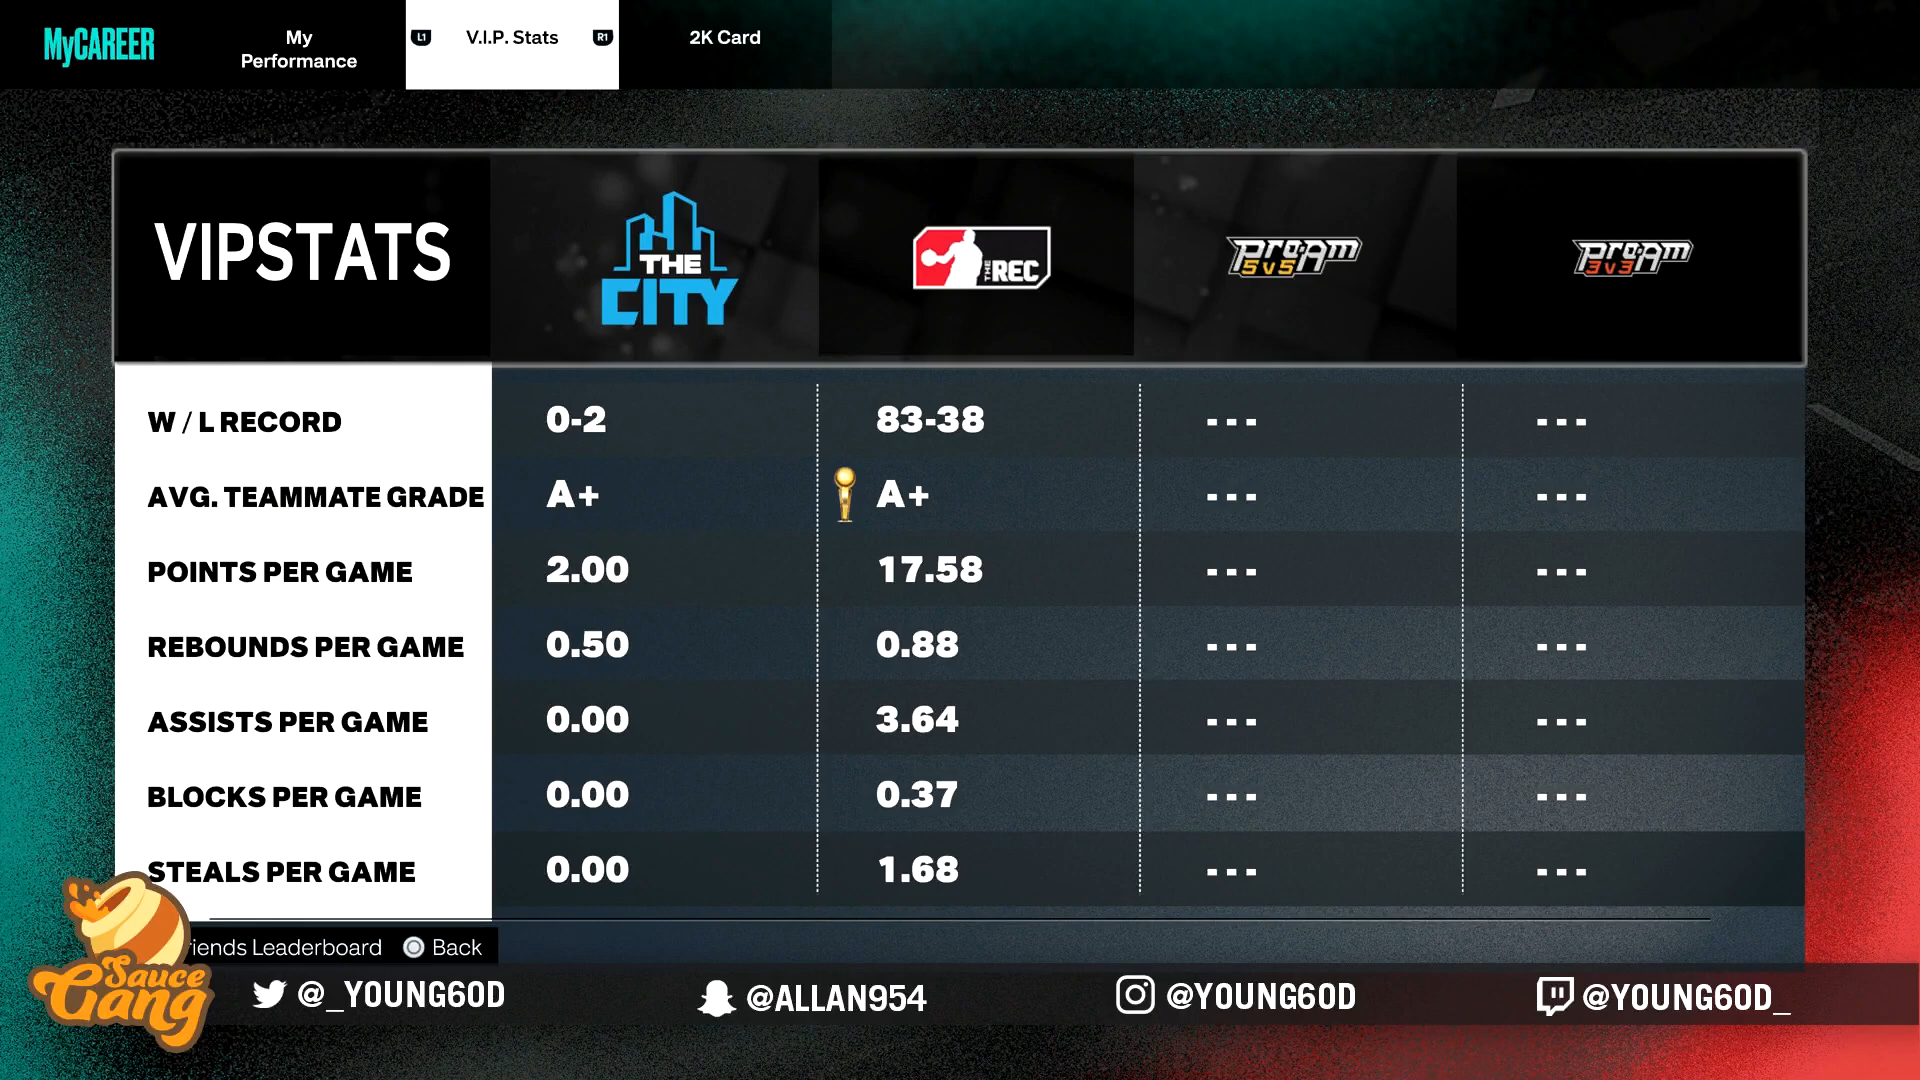 MyCAREER
My
Performance
L1 V.I.P. Stats R1
2K Card
VIPSTATS
THE
CITY
THE REC
PRO-AM
5v5
PRO-AM
3v3
W / L RECORD 0-2 83-38 --- ---
AVG. TEAMMATE GRADE A+ A+ --- ---
POINTS PER GAME 2.00 17.58 --- ---
REBOUNDS PER GAME 0.50 0.88 --- ---
ASSISTS PER GAME 0.00 3.64 --- ---
BLOCKS PER GAME 0.00 0.37 --- ---
STEALS PER GAME 0.00 1.68 --- ---
riends Leaderboard Back
Sauce
Gang
@_YOUNG6OD @ALLAN954 @YOUNG6OD @YOUNG6OD_